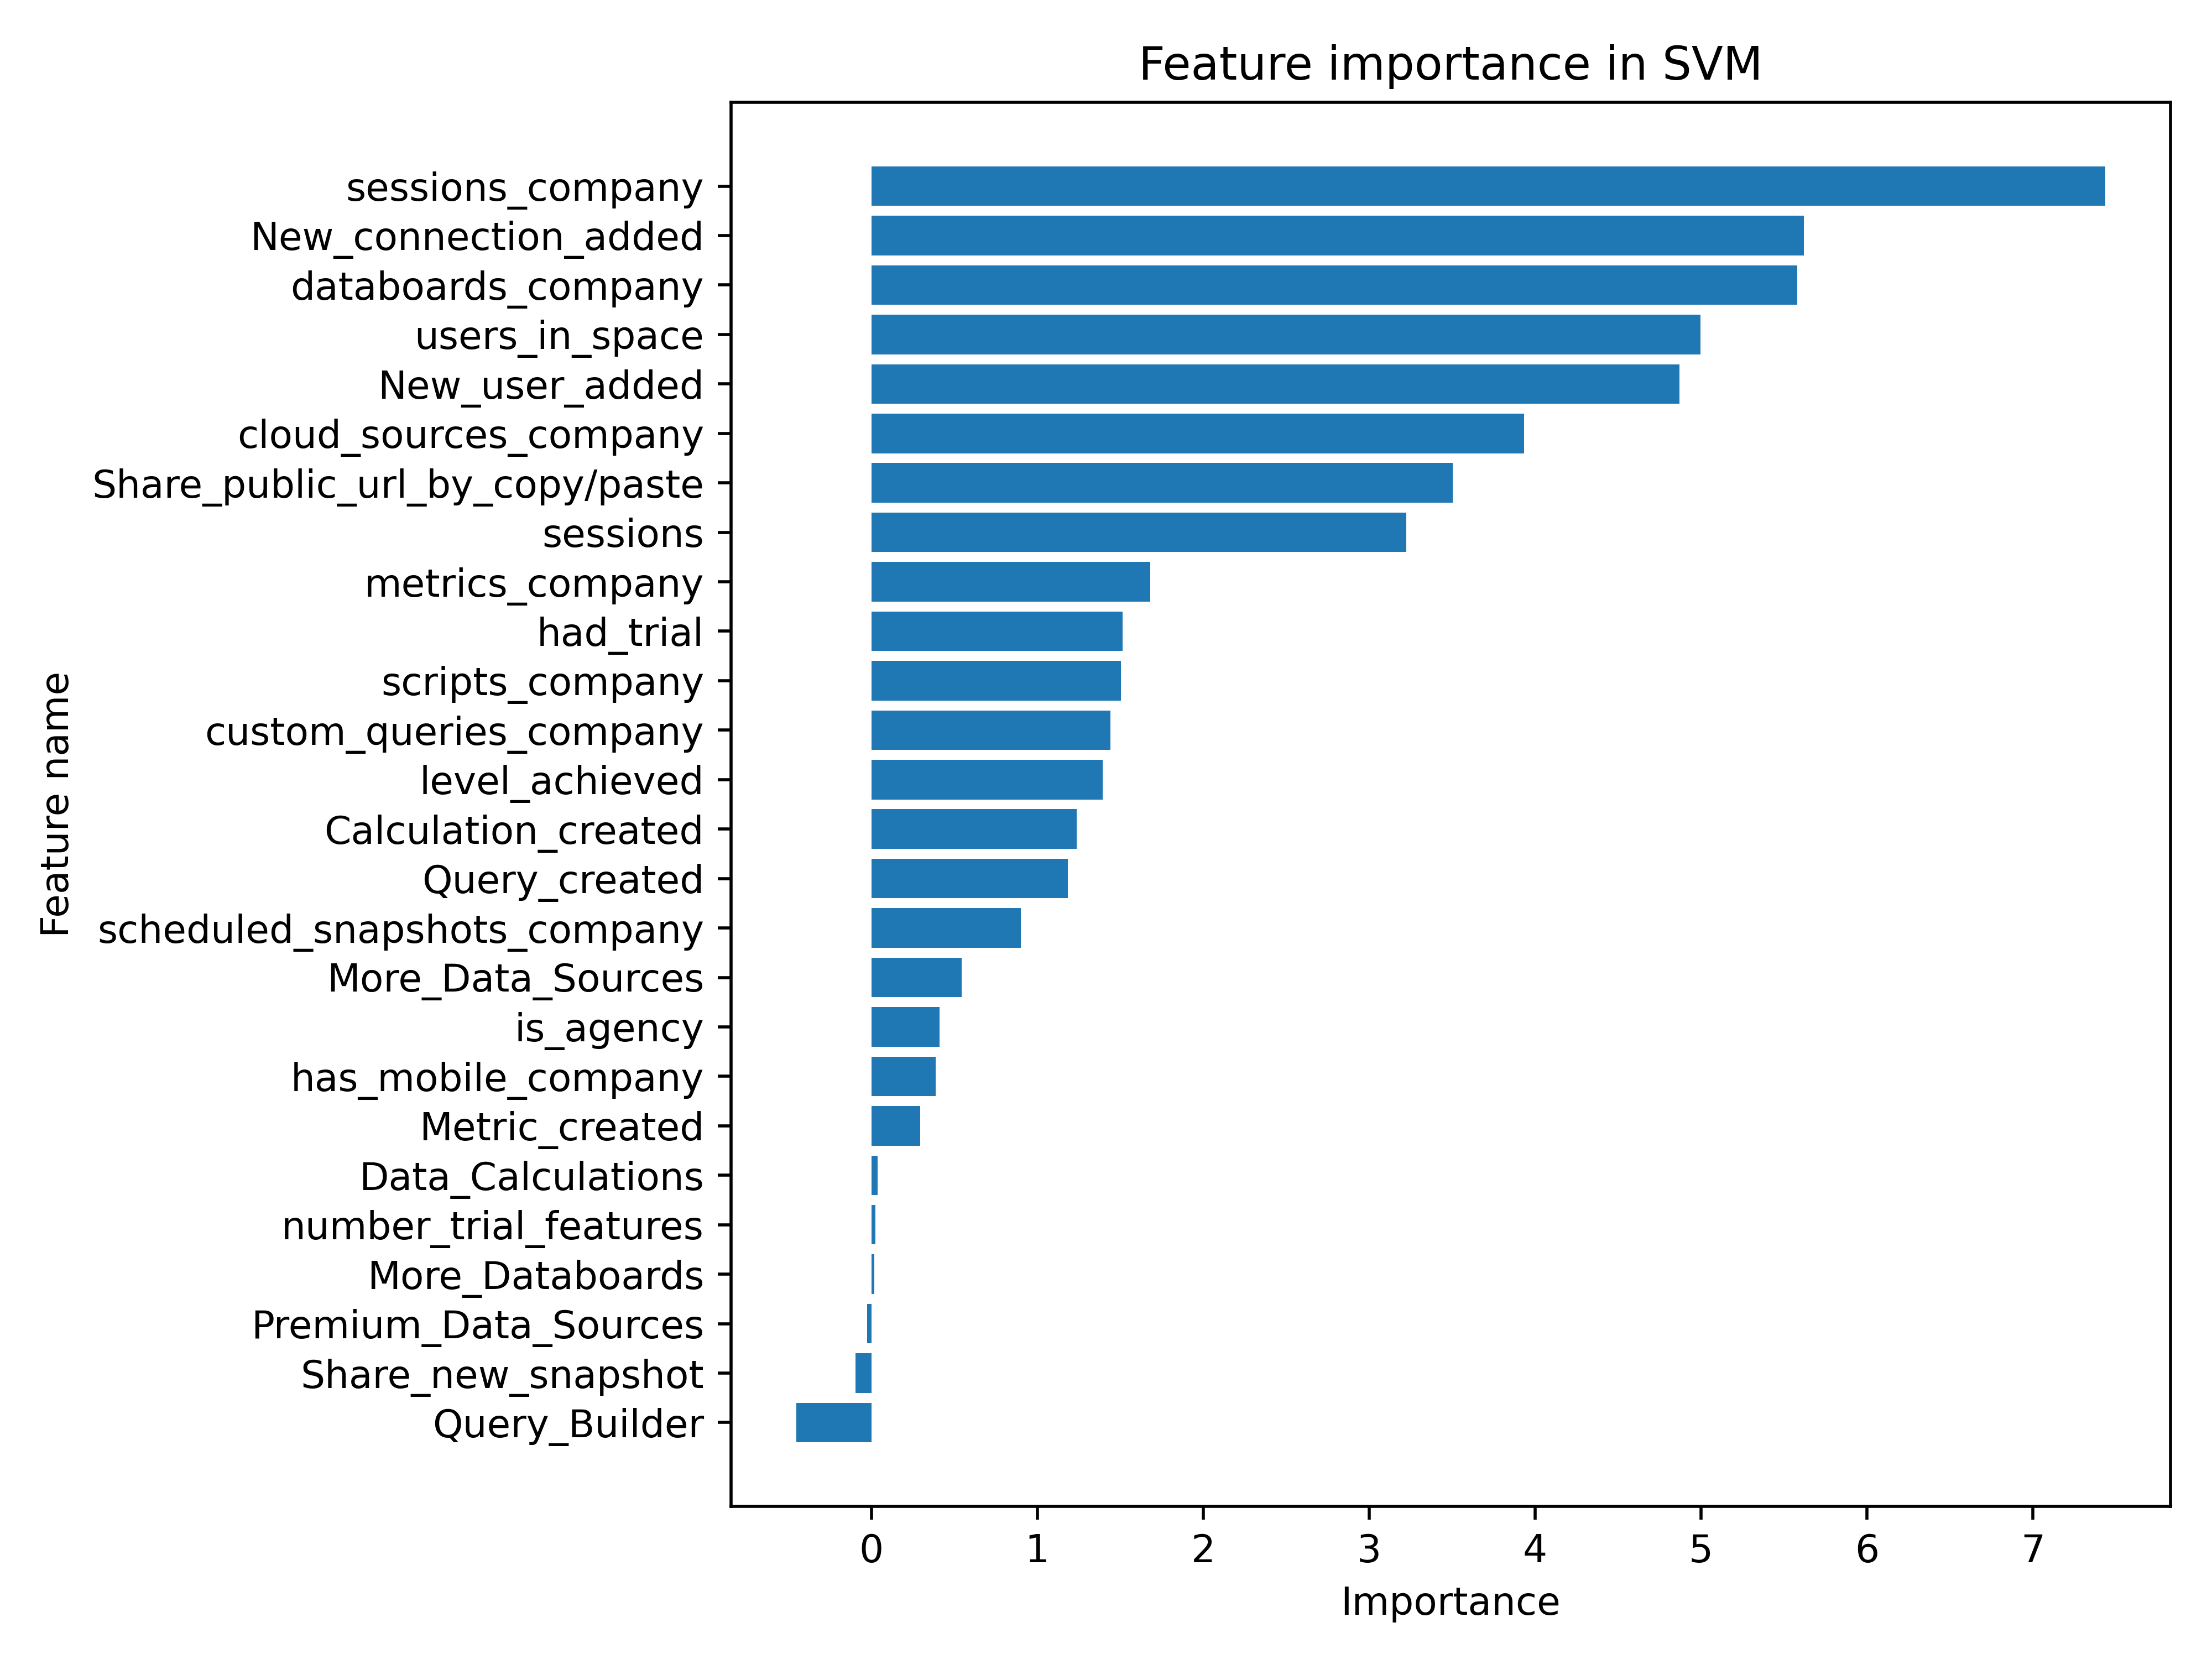 Feature importance in SVM
sessions_company
New_connection_added
databoards_company
users_in_space
New_user_added
cloud_sources_company
Share_public_url_by_copy/paste
sessions
metrics_company
had_trial
scripts_company
custom_queries_company
level_achieved
Calculation_created
Query_created
scheduled_snapshots_company
More_Data_Sources
is_agency
has_mobile_company
Metric_created
Data_Calculations
number_trial_features
More_Databoards
Premium_Data_Sources
Share_new_snapshot
Query_Builder
Feature name
0 1 2 3 4 5 6 7
Importance